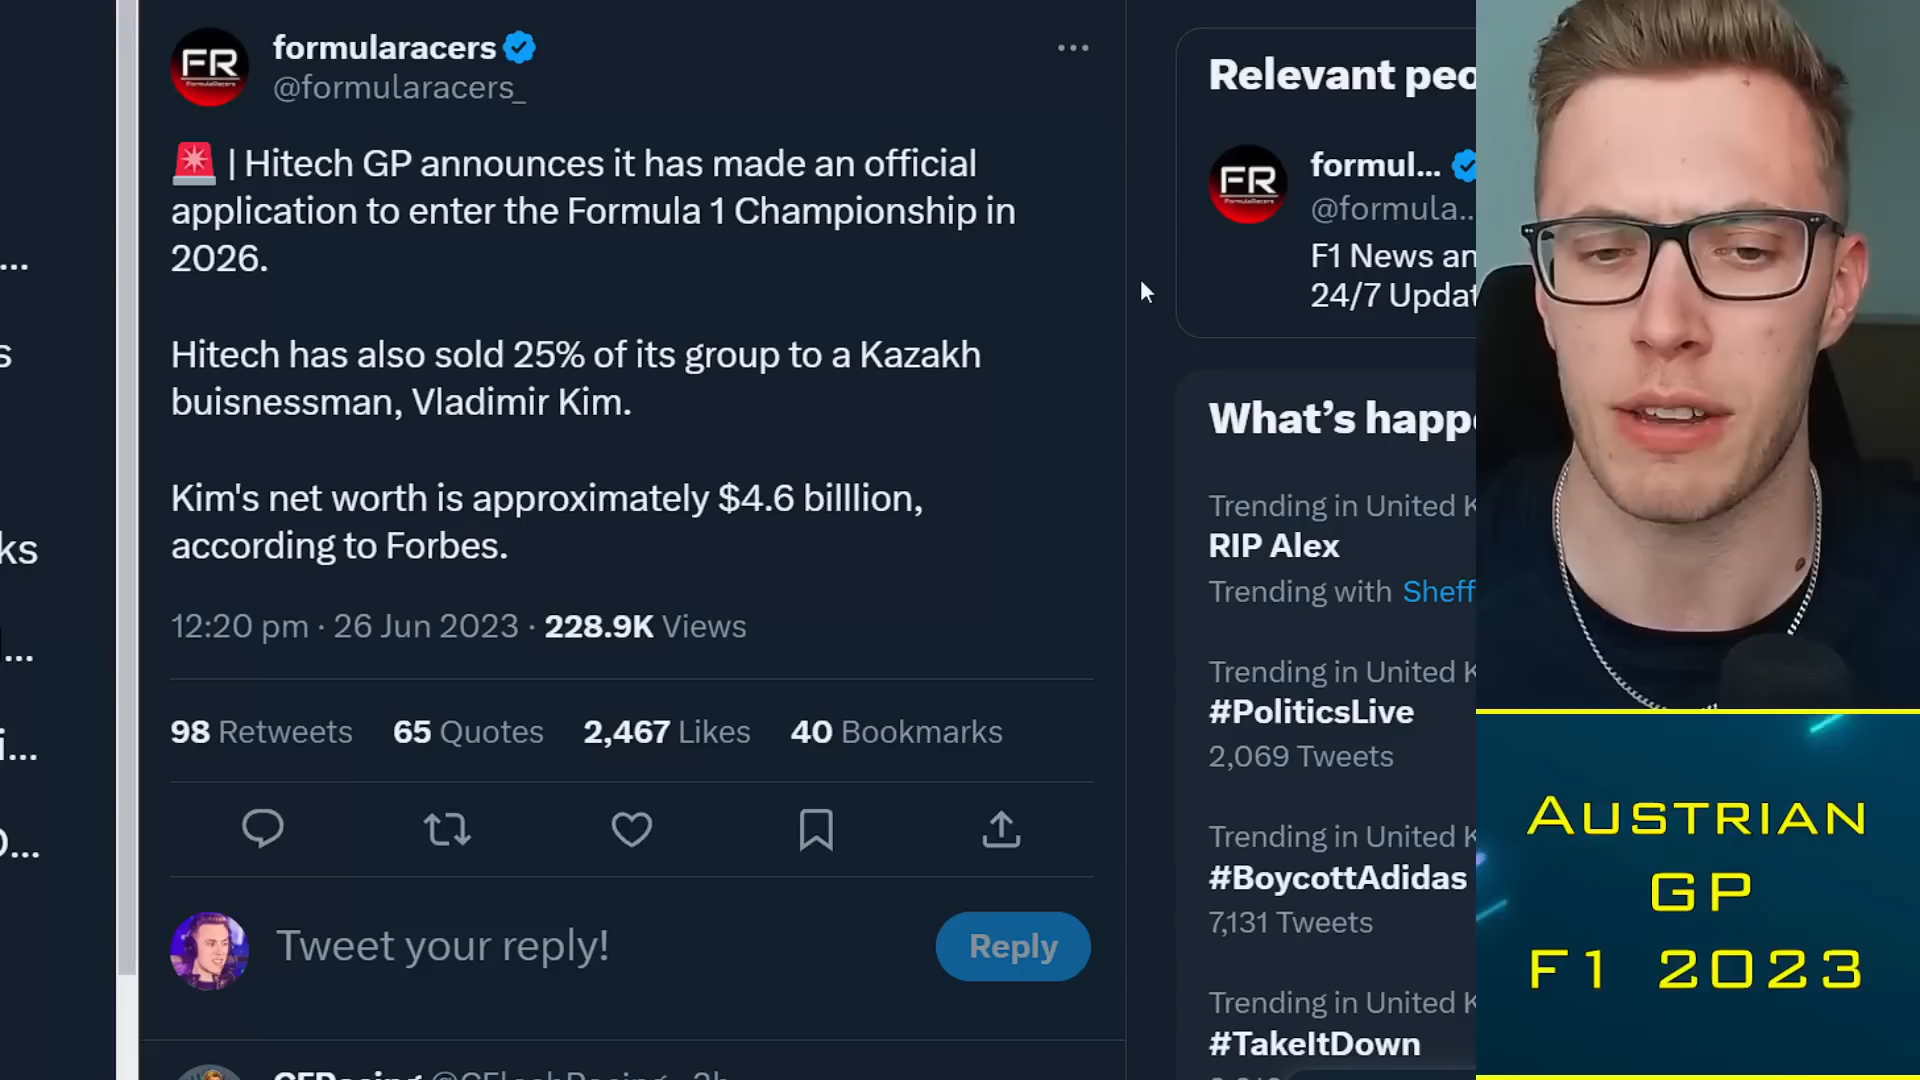 FR
FormulaRacers
formularacers
@formularacers_
| Hitech GP announces it has made an official
application to enter the Formula 1 Championship in
2026.
Hitech has also sold 25% of its group to a Kazakh
buisnessman, Vladimir Kim.
Kim's net worth is approximately $4.6 billlion,
according to Forbes.
12:20 pm · 26 Jun 2023 · 228.9K Views
98 Retweets 65 Quotes 2,467 Likes 40 Bookmarks
Tweet your reply!
Reply
Relevant peo
FR
FormulaRacers
formul...
@formula...
F1 News an
24/7 Updat
What's happe
Trending in United K
RIP Alex
Trending with Sheff
Trending in United K
#PoliticsLive
2,069 Tweets
Trending in United K
#BoycottAdidas
7,131 Tweets
Trending in United K
#TakeItDown
AUSTRIAN
GP
F1 2023